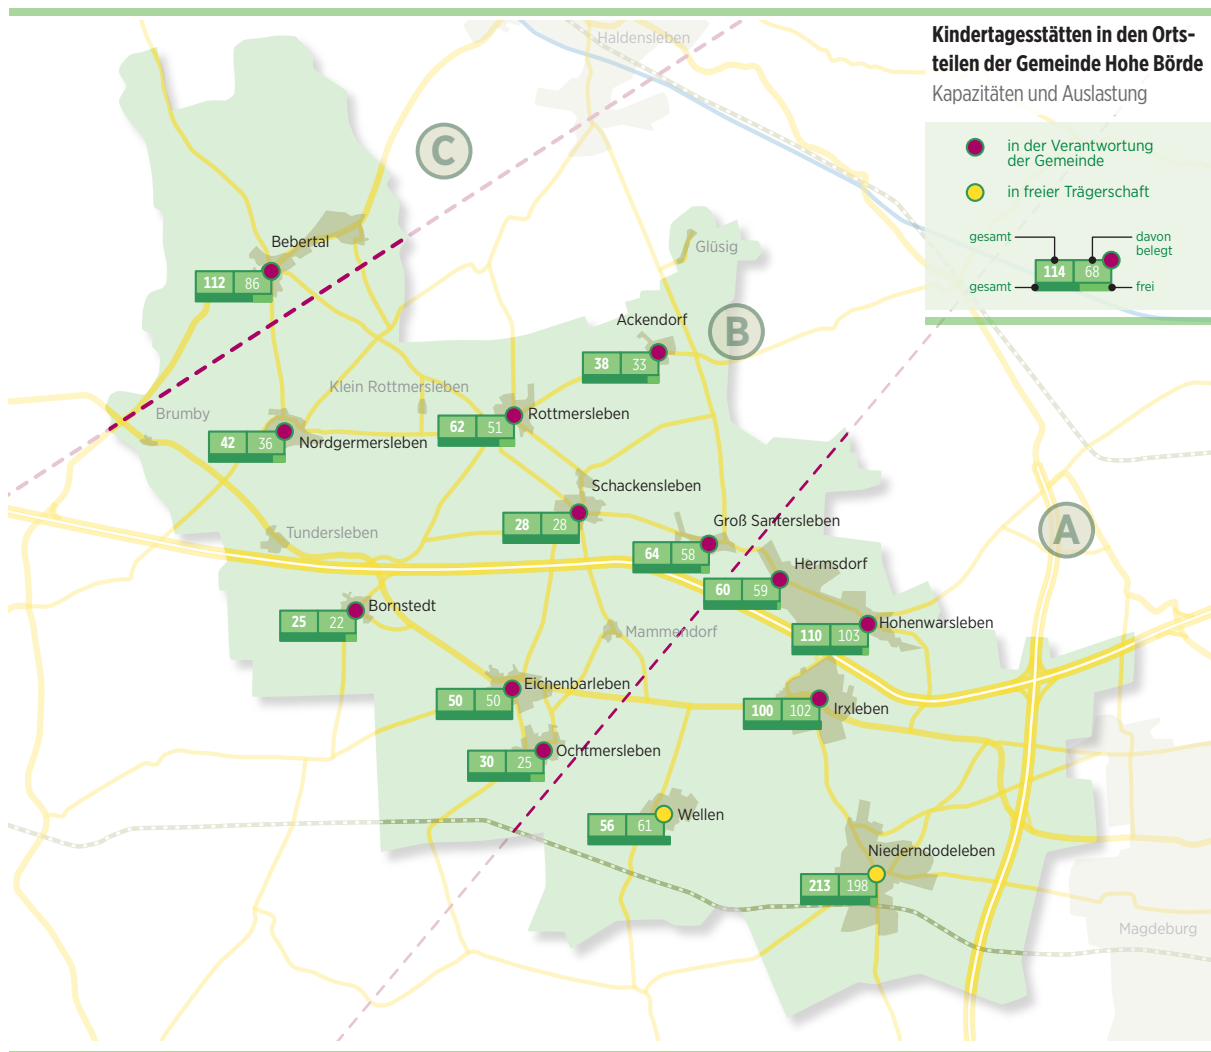 Kindertagesstätten in den Orts-
teilen der Gemeinde Hohe Börde
Kapazitäten und Auslastung
in der Verantwortung
der Gemeinde
in freier Trägerschaft
gesamt
davon
belegt
114 68
gesamt
frei
Haldensleben
C
Bebertal
112 86
Glüsig
B
Ackendorf
38 33
Klein Rottmersleben
Brumby
Rottmersleben
62 51
42 36
Nordgermersleben
Schackensleben
28 28
Groß Santersleben
64 58
A
Tundersleben
Hermsdorf
60 59
Bornstedt
25 22
Mammendorf
Hohenwarsleben
110 103
Eichenbarleben
50 50
Irxleben
100 102
Ochtmersleben
30 25
Wellen
56 61
Niederndodeleben
213 198
Magdeburg